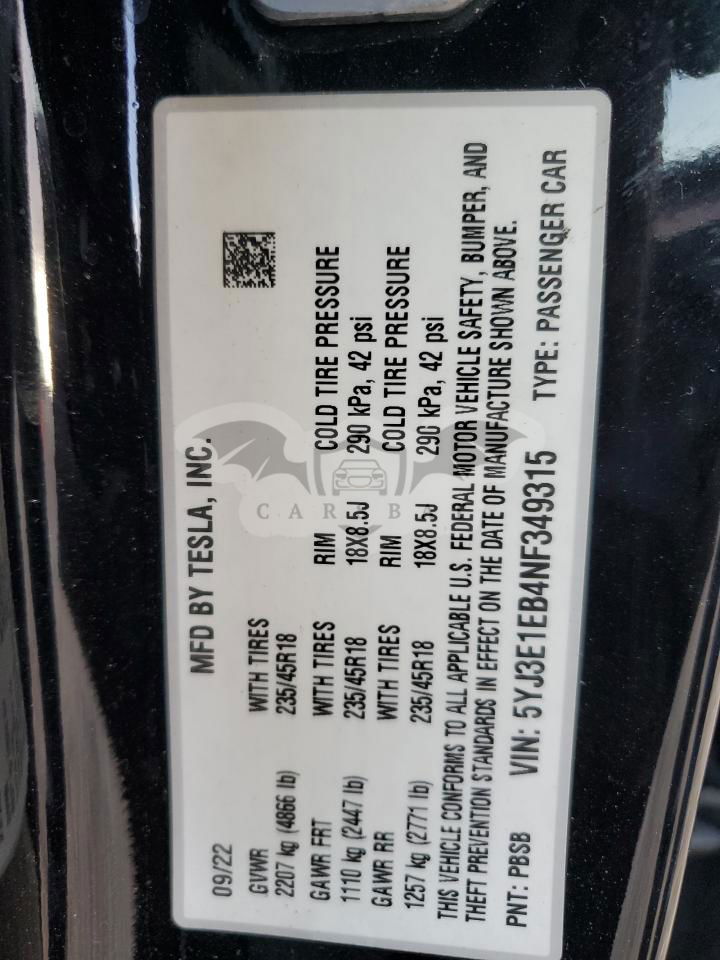 MFD BY TESLA, INC.
09/22
GVWR WITH TIRES
2207 kg (4866 lb) 235/45R18
GAWR FRT WITH TIRES RIM COLD TIRE PRESSURE
1110 kg (2447 lb) 235/45R18 18X8.5J 290 kPa, 42 psi
GAWR RR WITH TIRES RIM COLD TIRE PRESSURE
1257 kg (2771 lb) 235/45R18 18X8.5J 290 kPa, 42 psi
THIS VEHICLE CONFORMS TO ALL APPLICABLE U.S. FEDERAL MOTOR VEHICLE SAFETY, BUMPER, AND
THEFT PREVENTION STANDARDS IN EFFECT ON THE DATE OF MANUFACTURE SHOWN ABOVE.
PNT: PBSB VIN: 5YJ3E1EB4NF349315 TYPE: PASSENGER CAR